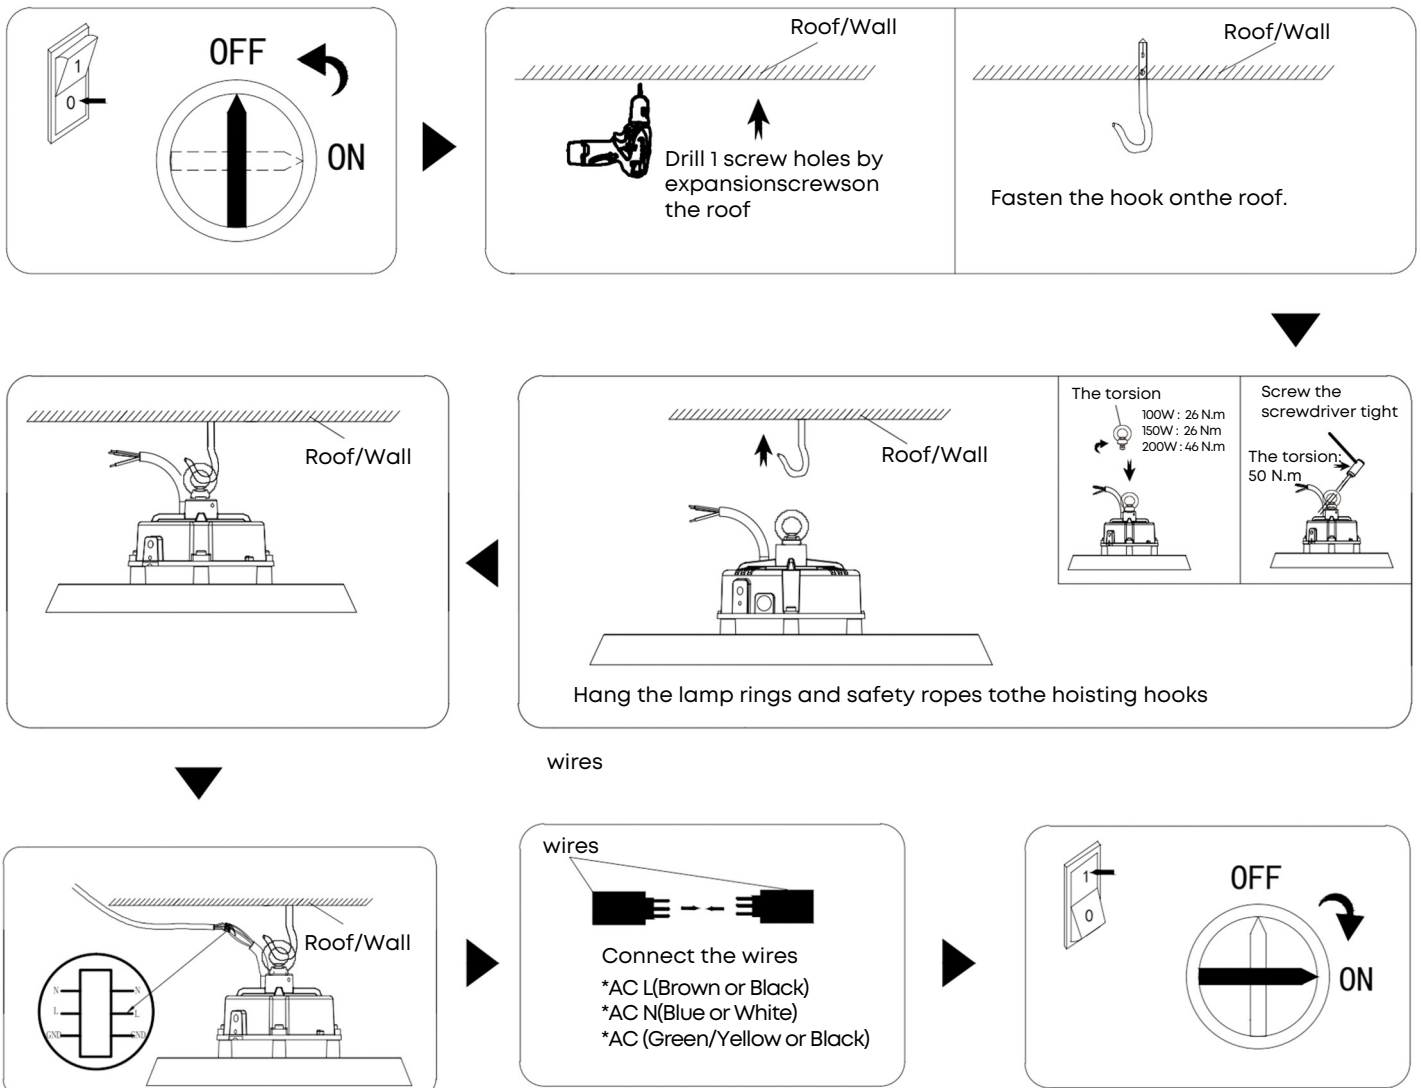 OFF
1
0
ON
Roof/Wall
Drill 1 screw holes by
expansionscrewson
the roof
Roof/Wall
Fasten the hook onthe roof.
Roof/Wall
The torsion
100W : 26 N.m
150W : 26 Nm
200W : 46 N.m
Screw the
screwdriver tight
The torsion:
50 N.m
Roof/Wall
Hang the lamp rings and safety ropes tothe hoisting hooks
wires
Roof/Wall
N N
L L
GND GND
wires
Connect the wires
*AC L(Brown or Black)
*AC N(Blue or White)
*AC (Green/Yellow or Black)
1
0
OFF
ON